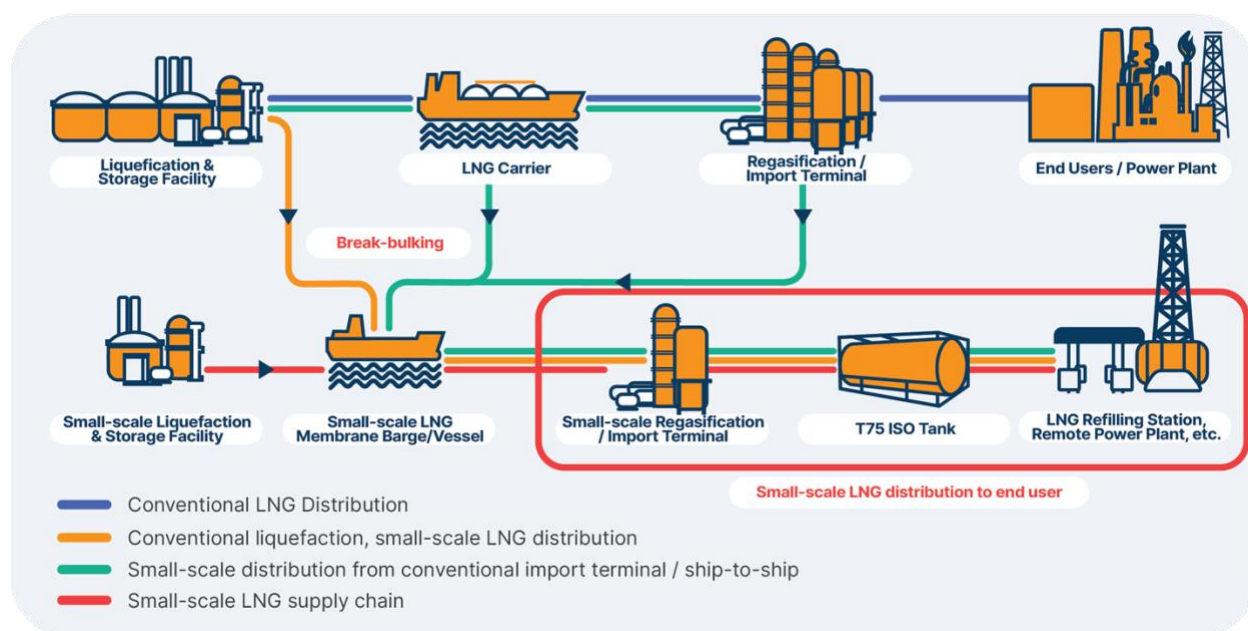 Liquefication &
Storage Facility
LNG Carrier
Regasification /
Import Terminal
End Users / Power Plant
Break-bulking
Small-scale Liquefaction
& Storage Facility
Small-scale LNG
Membrane Barge/Vessel
Small-scale Regasification
/ Import Terminal
T75 ISO Tank
LNG Refilling Station,
Remote Power Plant, etc.
Small-scale LNG distribution to end user
Conventional LNG Distribution
Conventional liquefaction, small-scale LNG distribution
Small-scale distribution from conventional import terminal / ship-to-ship
Small-scale LNG supply chain